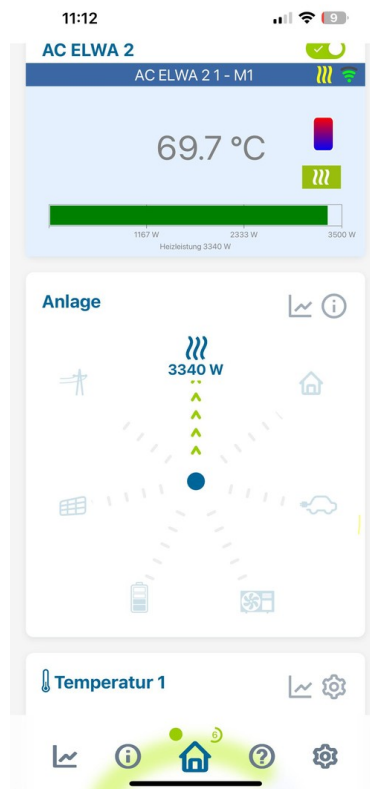 11:12
9
AC ELWA 2
AC ELWA 2 1 - M1
69.7 °C
1167 W 2333 W 3500 W
Heizleistung 3340 W
Anlage
3340 W
Temperatur 1
6